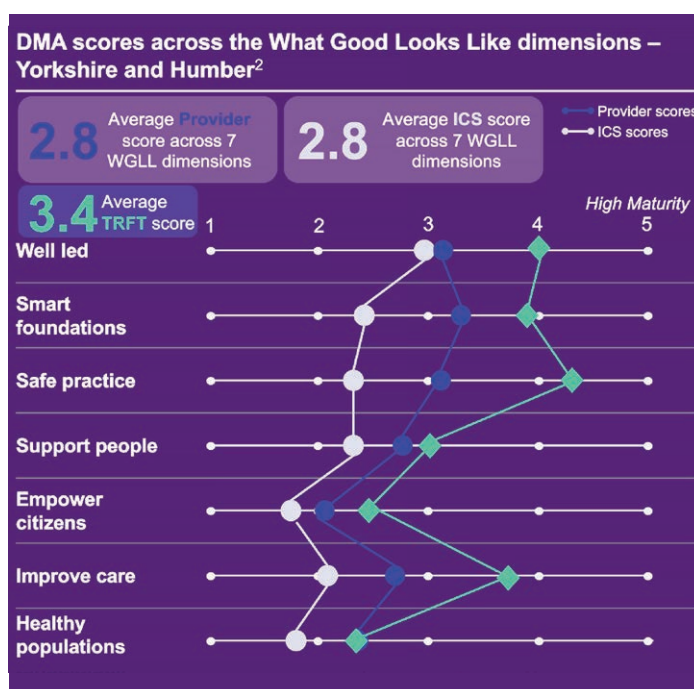 DMA scores across the What Good Looks Like dimensions –
Yorkshire and Humber2
2.8
Average Provider
score across 7
WGLL dimensions
2.8
Average ICS score
across 7 WGLL
dimensions
Provider scores
ICS scores
3.4
Average
TRFT score
High Maturity
1 2 3 4 5
Well led
Smart
foundations
Safe practice
Support people
Empower
citizens
Improve care
Healthy
populations